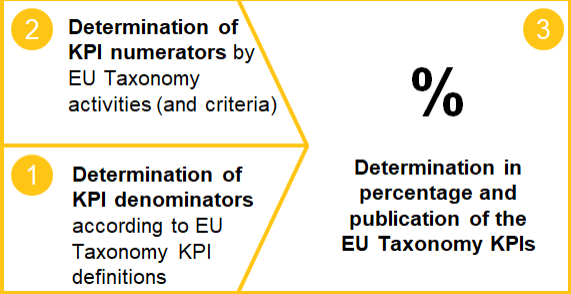 2
Determination of
KPI numerators by
EU Taxonomy
activities (and criteria)
1
Determination of
KPI denominators
according to EU
Taxonomy KPI
definitions
3
%
Determination in
percentage and
publication of the
EU Taxonomy KPIs